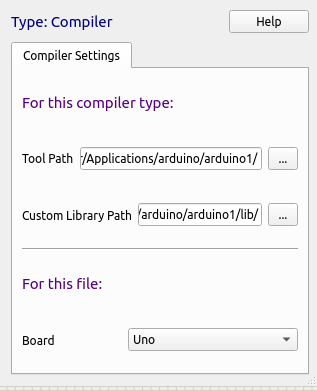 Type: Compiler
Help
Compiler Settings
For this compiler type:
Tool Path
/Applications/arduino/arduino1/
...
Custom Library Path
/arduino/arduino1/lib/
...
For this file:
Board
Uno